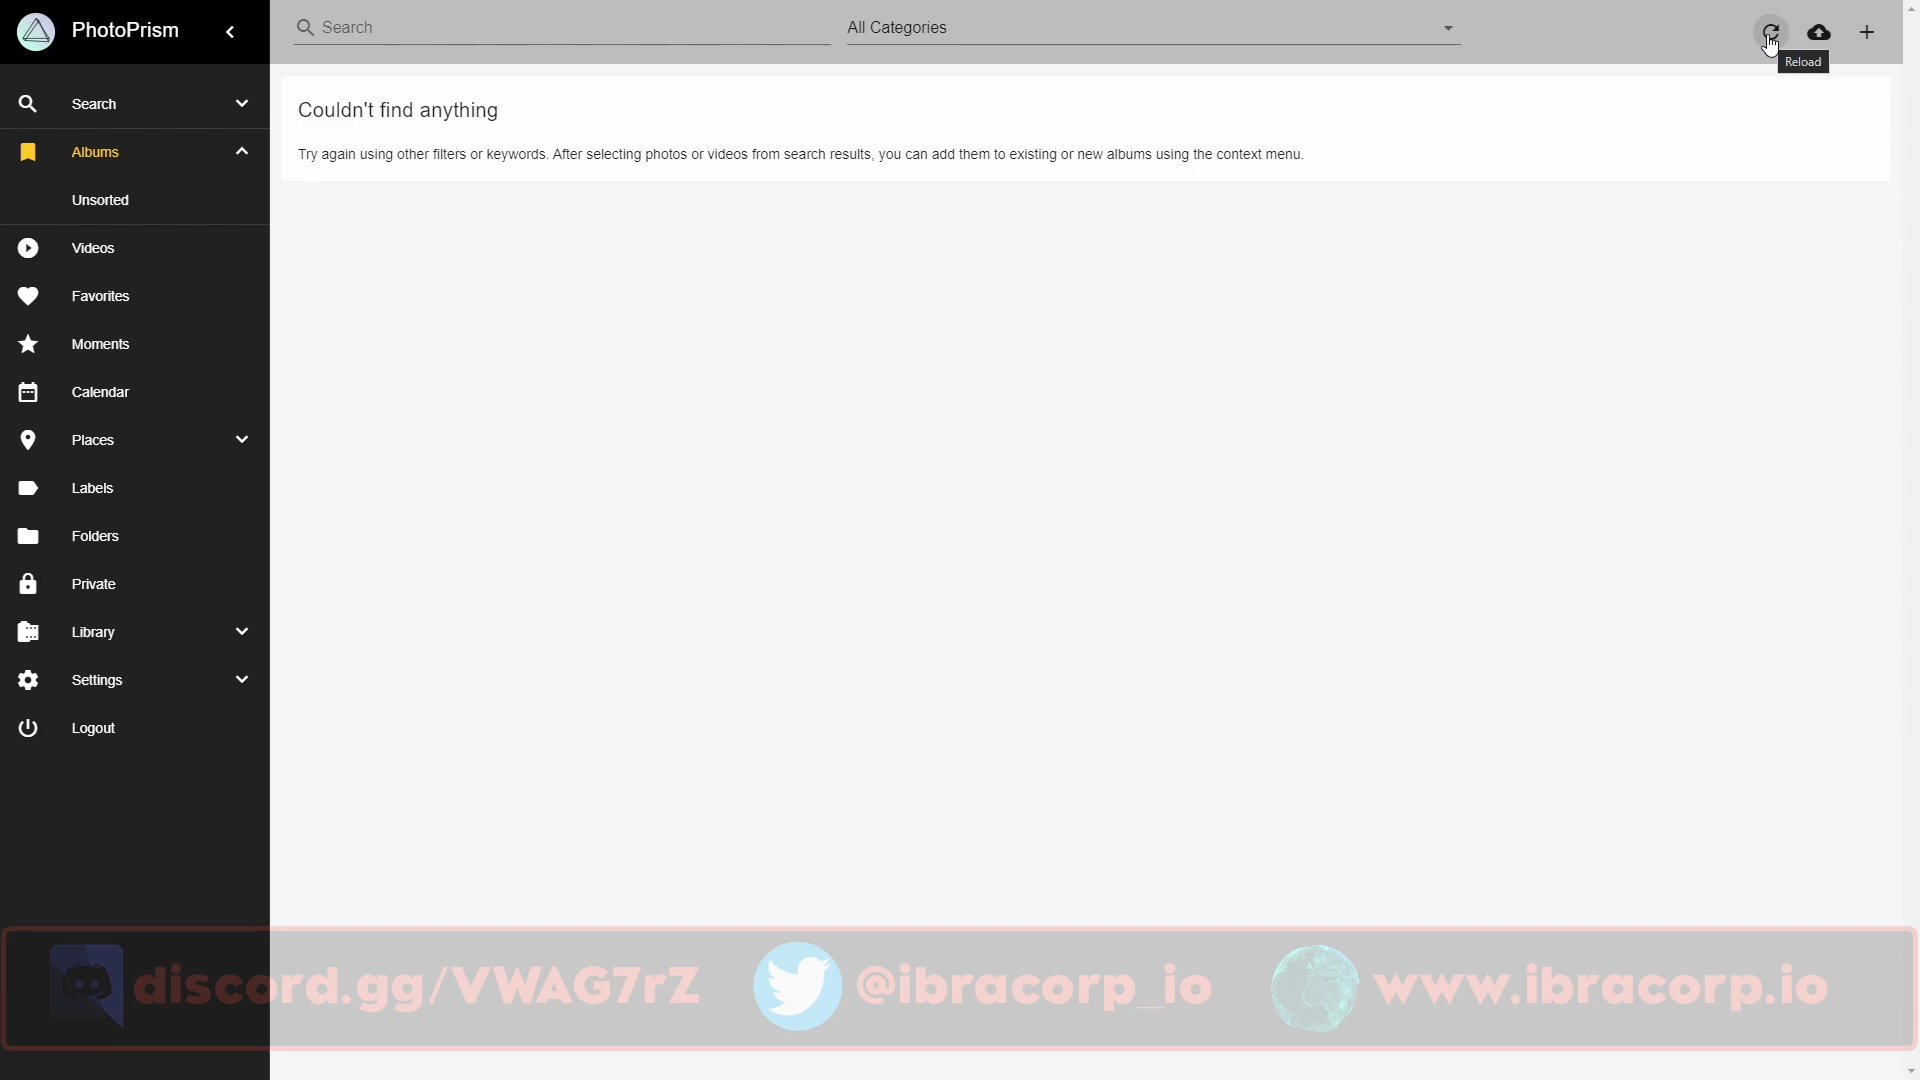 PhotoPrism
Search
All Categories
Reload
Search
Albums
Unsorted
Videos
Favorites
Moments
Calendar
Places
Labels
Folders
Private
Library
Settings
Logout
Couldn't find anything
Try again using other filters or keywords. After selecting photos or videos from search results, you can add them to existing or new albums using the context menu.
discord.gg/VWAG7rZ
@ibracorp_io
www.ibracorp.io